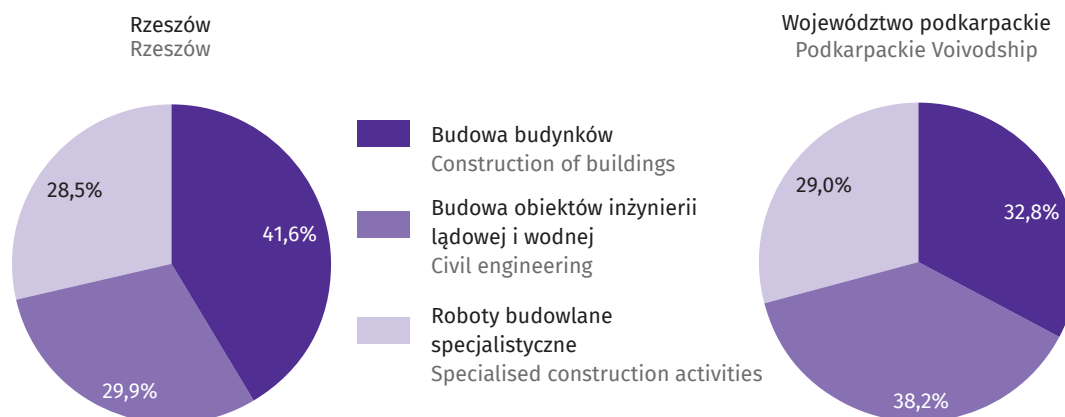 Rzeszów
Rzeszów
28,5%
41,6%
29,9%
Budowa budynków
Construction of buildings
Budowa obiektów inżynierii
lądowej i wodnej
Civil engineering
Roboty budowlane
specjalistyczne
Specialised construction activities
Województwo podkarpackie
Podkarpackie Voivodship
29,0%
32,8%
38,2%